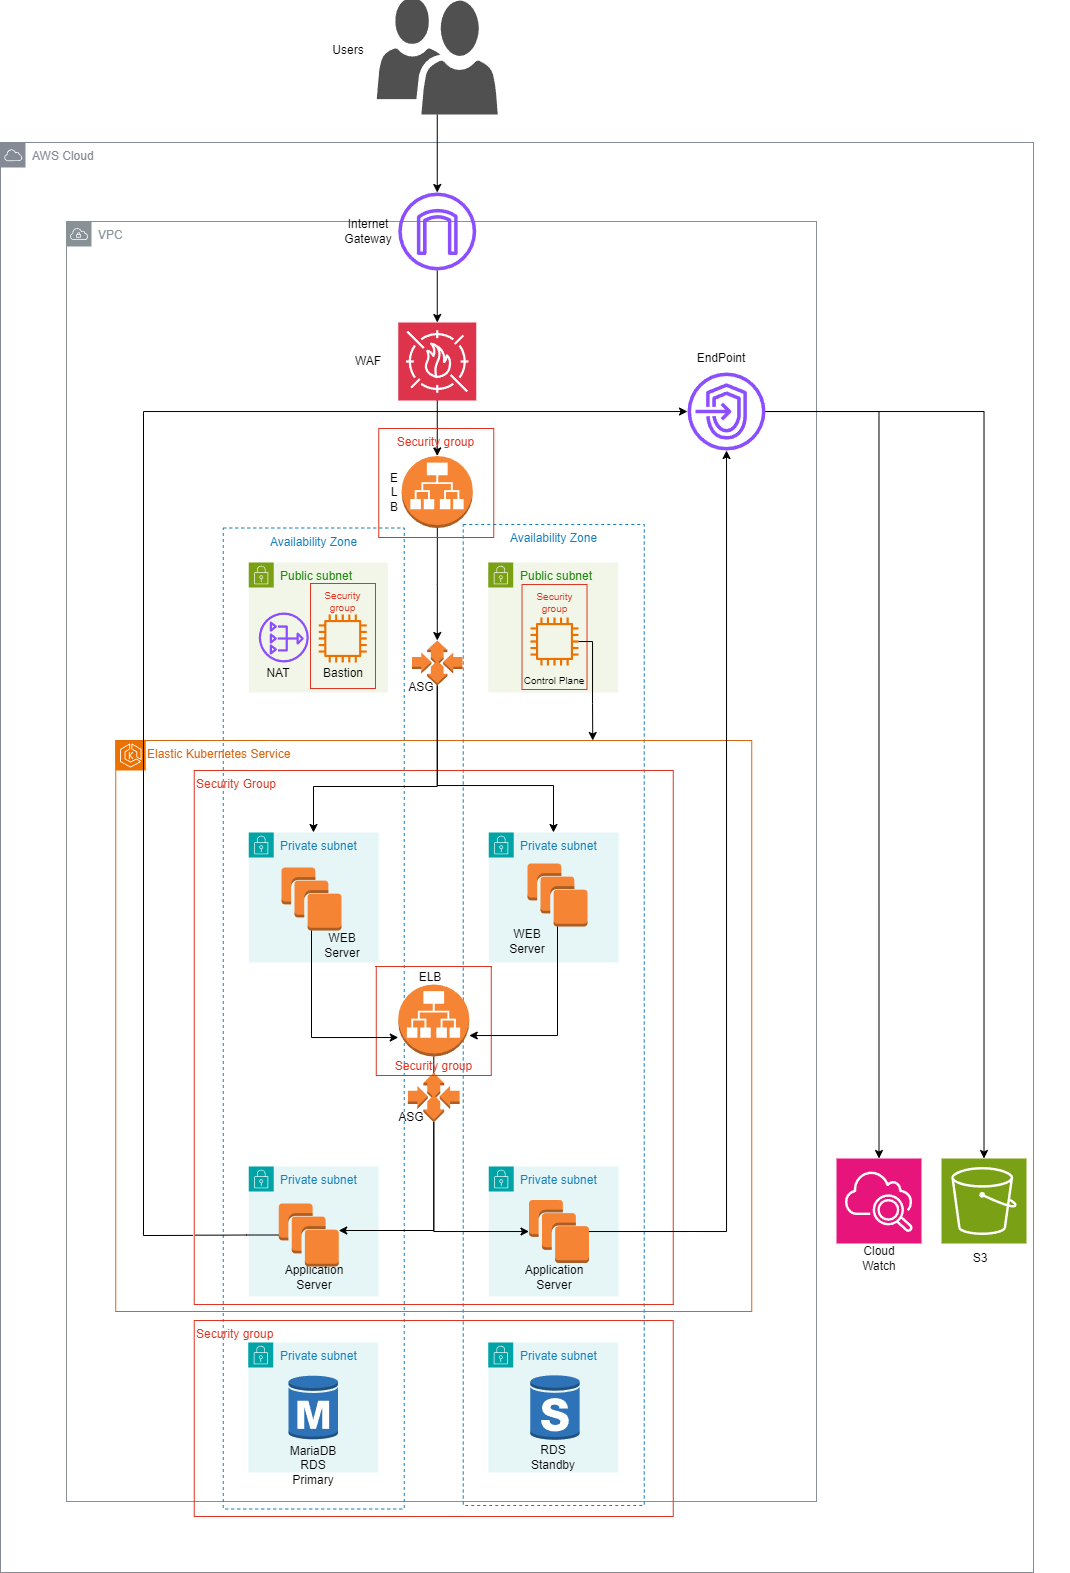 Users
AWS Cloud
Internet
Gateway
VPC
WAF
EndPoint
Security group
E
L
B
Availability Zone
Availability Zone
Public subnet
Public subnet
Security
group
Security
group
NAT
Bastion
Control Plane
ASG
Elastic Kubernetes Service
Security Group
Private subnet
Private subnet
WEB
Server
WEB
Server
ELB
Security group
ASG
Private subnet
Private subnet
Application
Server
Application
Server
Cloud
Watch
S3
Security group
Private subnet
Private subnet
M
S
MariaDB
RDS
Primary
RDS
Standby